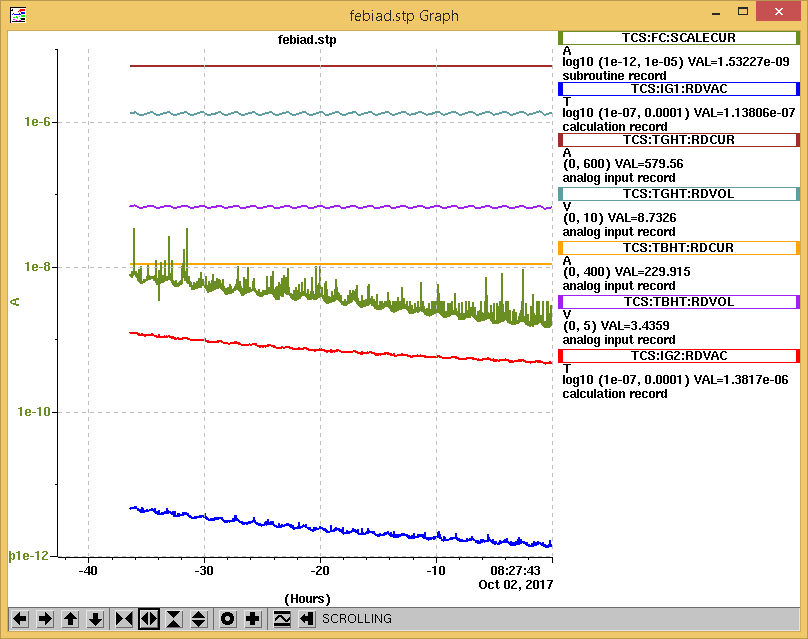 febiad.stp Graph
febiad.stp
1e-6
1e-8
A
1e-10
1e-12
-40
-30
-20
-10
08:27:43
Oct 02, 2017
(Hours)
TCS:FC:SCALECUR
A
log10 (1e-12, 1e-05) VAL=1.53227e-09
subroutine record
TCS:IG1:RDVAC
T
log10 (1e-07, 0.0001) VAL=1.13806e-07
calculation record
TCS:TGHT:RDCUR
A
(0, 600) VAL=579.56
analog input record
TCS:TGHT:RDVOL
V
(0, 10) VAL=8.7326
analog input record
TCS:TBHT:RDCUR
A
(0, 400) VAL=229.915
analog input record
TCS:TBHT:RDVOL
V
(0, 5) VAL=3.4359
analog input record
TCS:IG2:RDVAC
T
log10 (1e-07, 0.0001) VAL=1.3817e-06
calculation record
SCROLLING